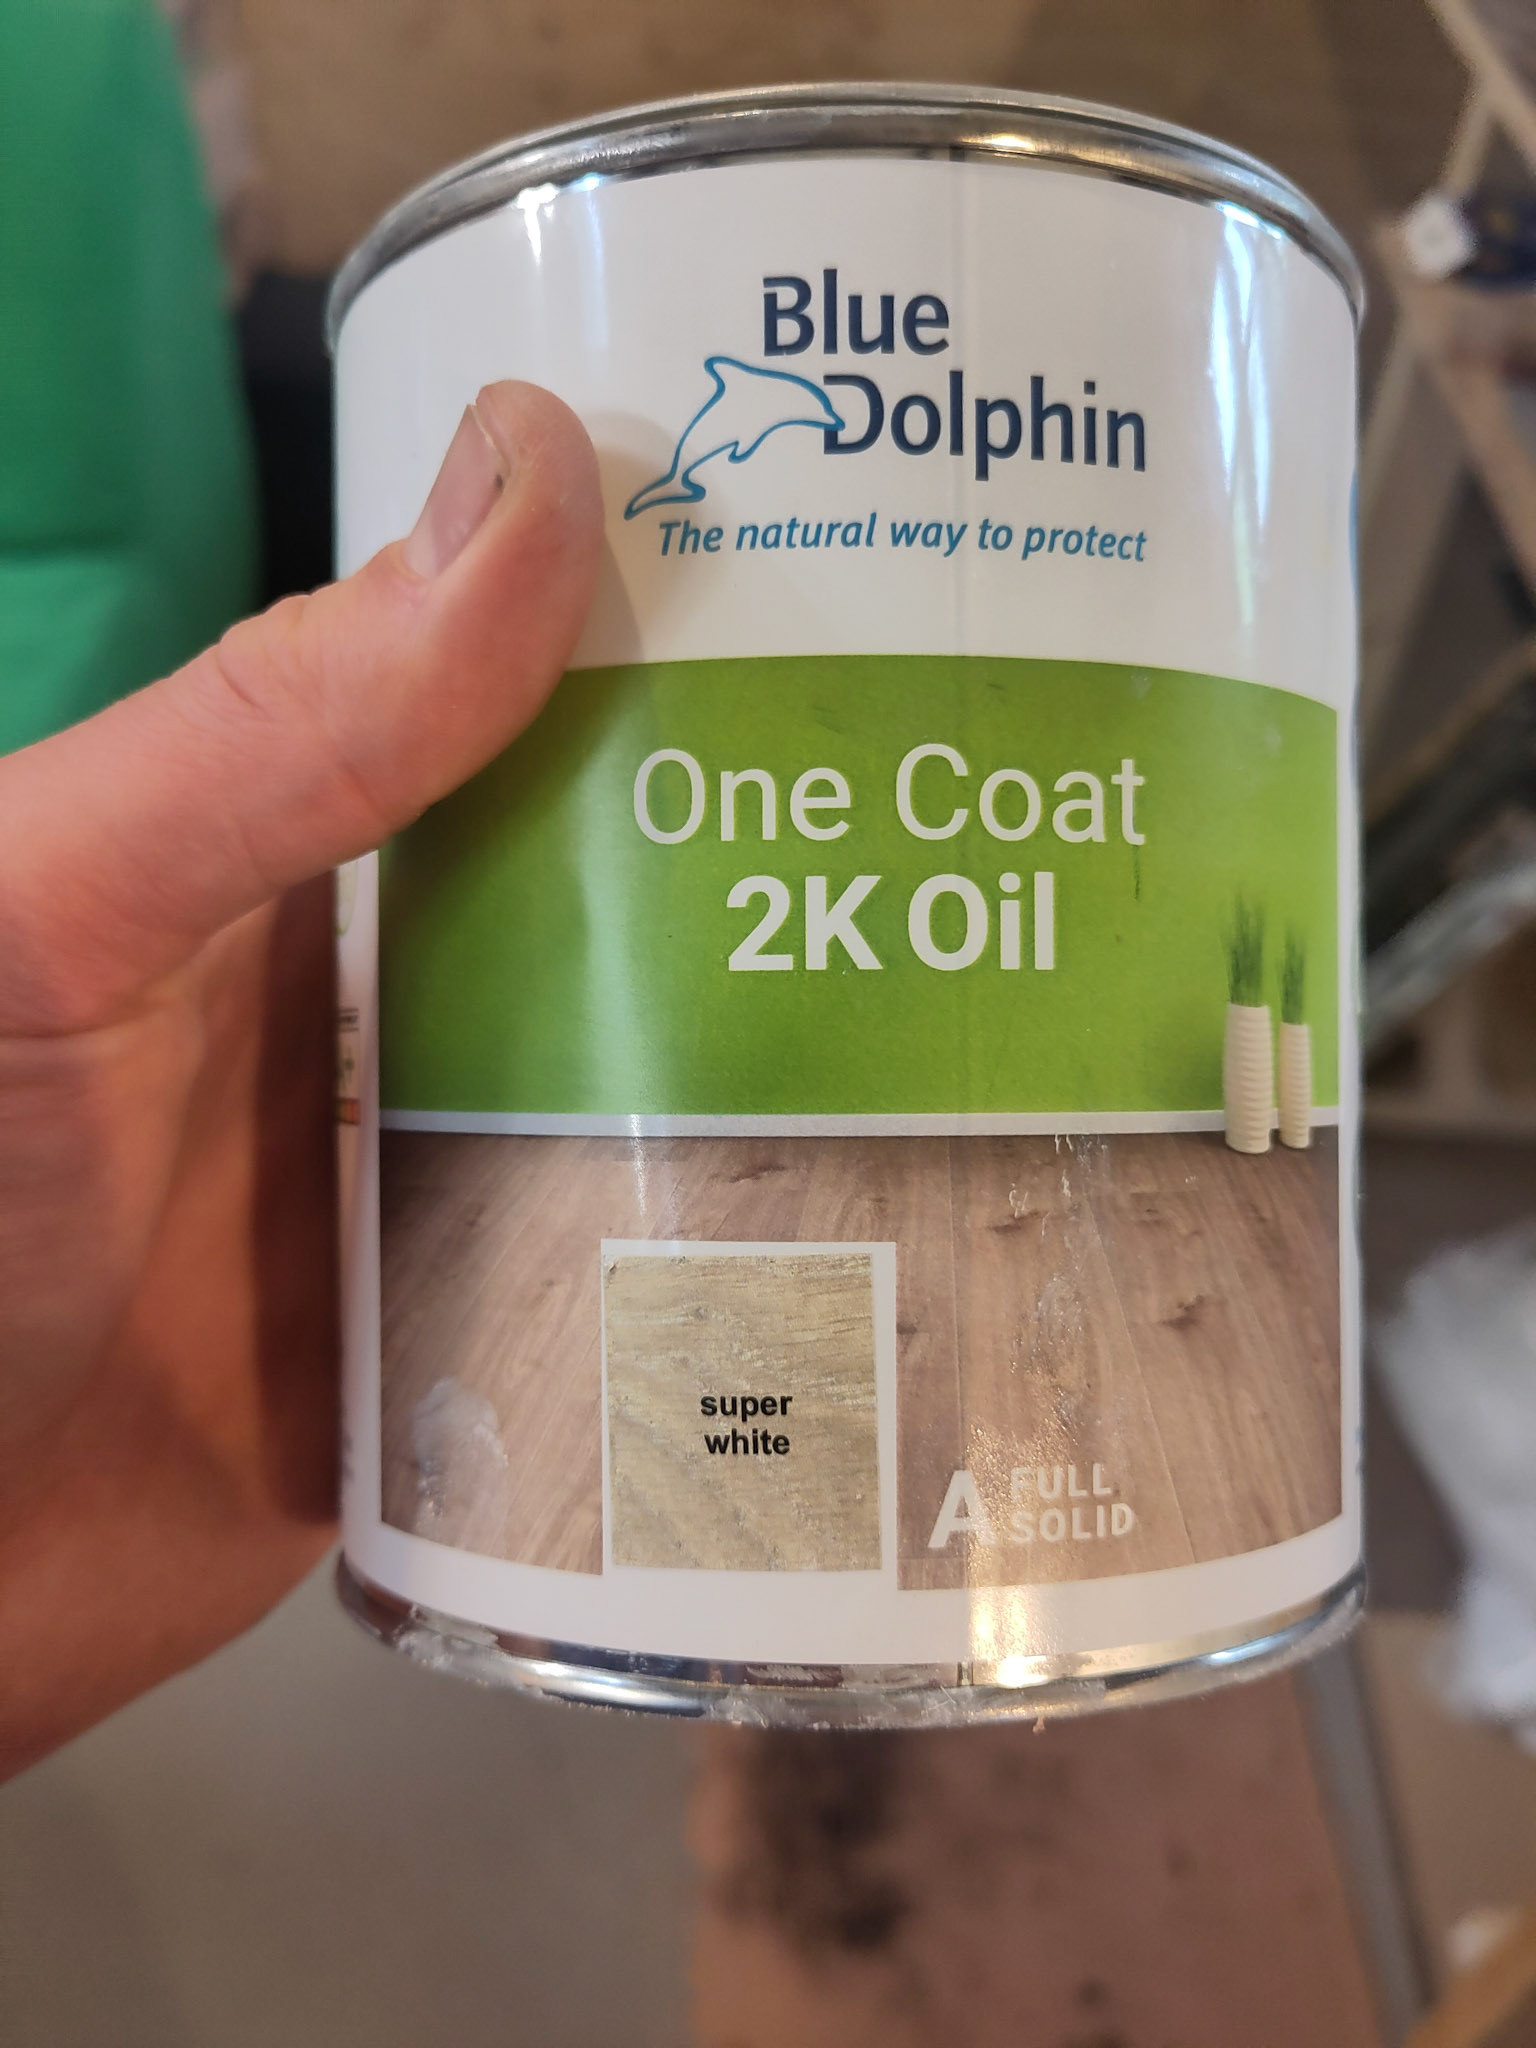 Blue
Dolphin
The natural way to protect
One Coat
2K Oil
super
white
A FULL
SOLID